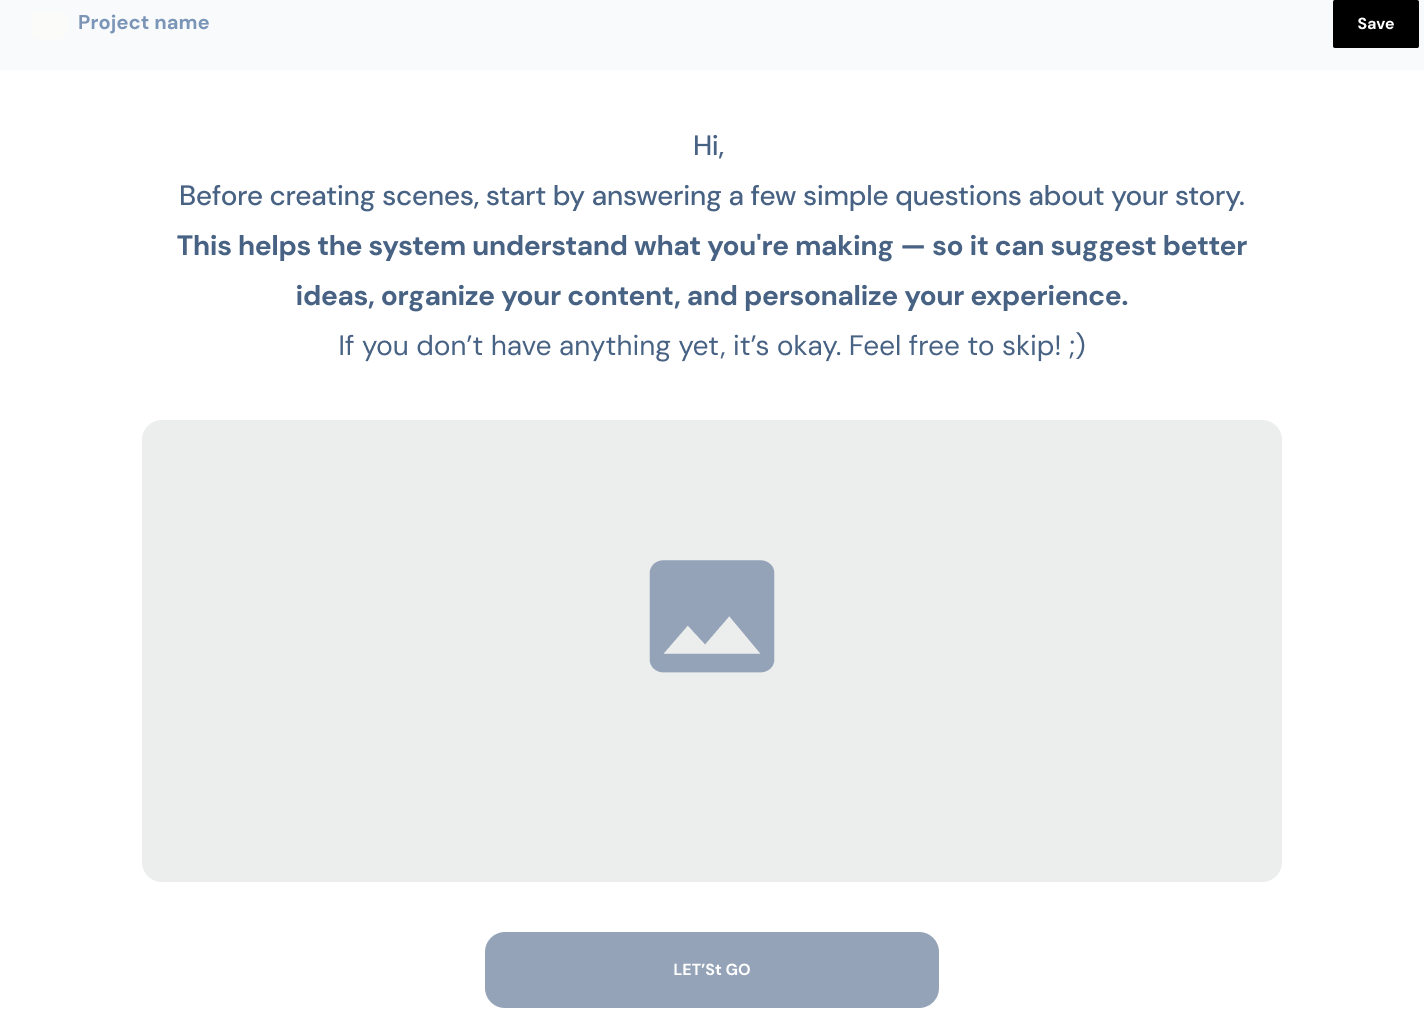 Project name
Save
Hi,
Before creating scenes, start by answering a few simple questions about your story.
This helps the system understand what you're making — so it can suggest better
ideas, organize your content, and personalize your experience.
If you don’t have anything yet, it’s okay. Feel free to skip! ;)
LET’St GO